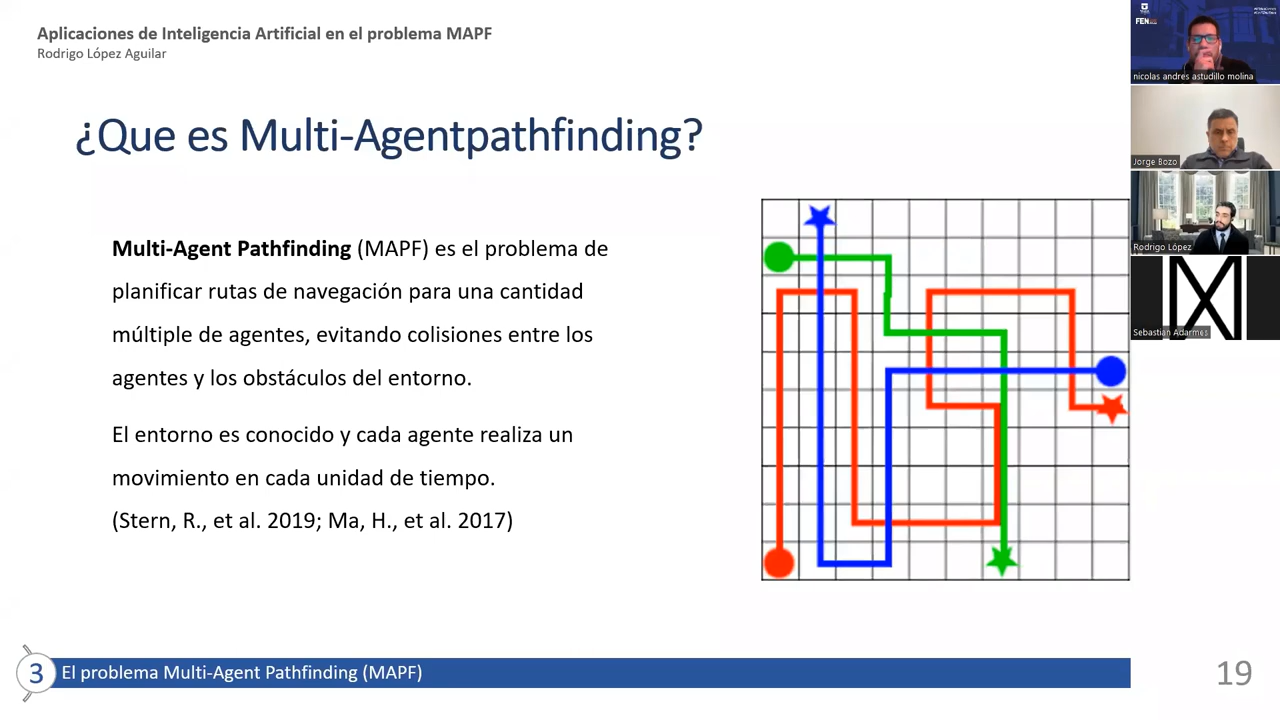 Aplicaciones de Inteligencia Artificial en el problema MAPF
Rodrigo López Aguilar
¿Que es Multi-Agentpathfinding?
Multi-Agent Pathfinding (MAPF) es el problema de
planificar rutas de navegación para una cantidad
múltiple de agentes, evitando colisiones entre los
agentes y los obstáculos del entorno.
El entorno es conocido y cada agente realiza un
movimiento en cada unidad de tiempo.
(Stern, R., et al. 2019; Ma, H., et al. 2017)
3
El problema Multi-Agent Pathfinding (MAPF)
19
FEN
nicolas andres astudillo molina
Jorge Bozo
Rodrigo López
Sebastian Adarmes